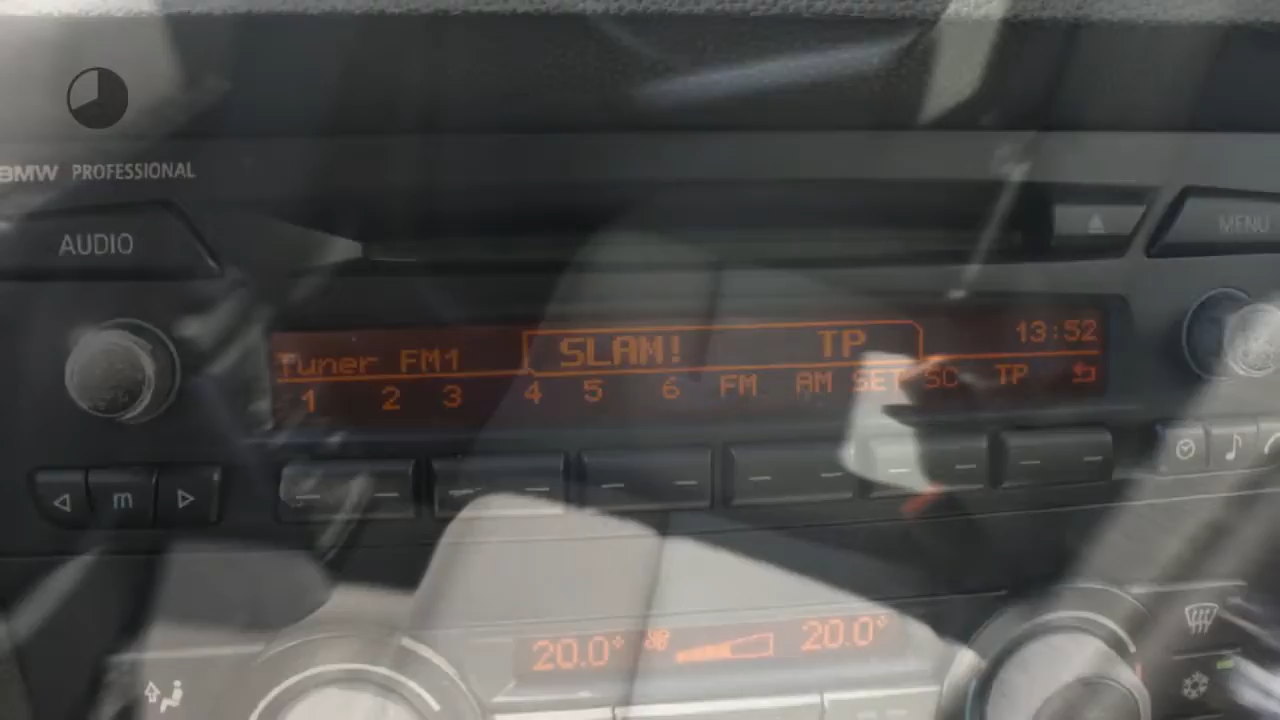 BMW PROFESSIONAL
AUDIO
MENU
Tuner FM1 SLAM! TP 13:52
1 2 3 4 5 6 FM AM SET SC TP
m
20.0° 20.0°